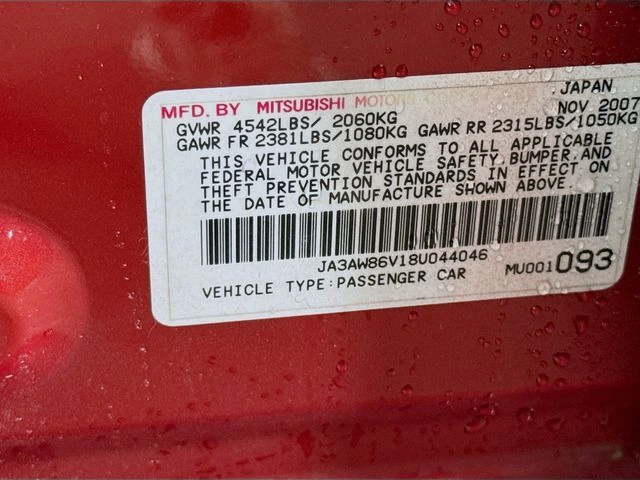 JAPAN
MFD. BY MITSUBISHI MOTORS NOV 2007
GVWR 4542LBS/ 2060KG
GAWR FR 2381LBS/1080KG GAWR RR 2315LBS/1050KG
THIS VEHICLE CONFORMS TO ALL APPLICABLE
FEDERAL MOTOR VEHICLE SAFETY,BUMPER,AND
THEFT PREVENTION STANDARDS IN EFFECT ON
THE DATE OF MANUFACTURE SHOWN ABOVE.
JA3AW86V18U044046
VEHICLE TYPE:PASSENGER CAR MU001093